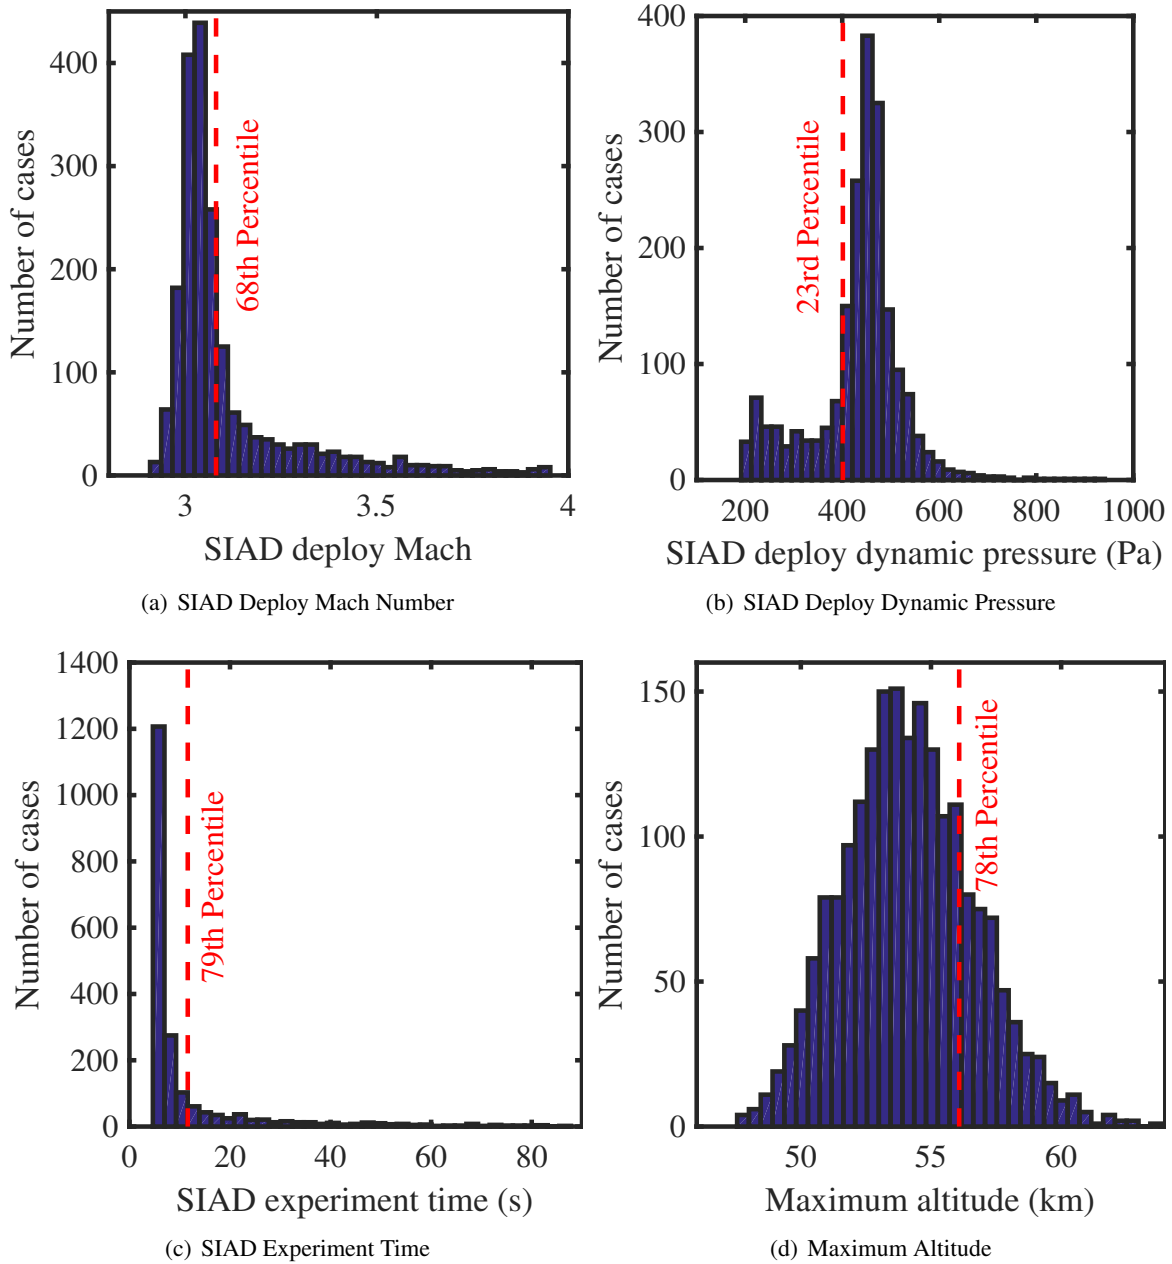 400
300
200
100
0
3
3.5
4
Number of cases
68th Percentile
SIAD deploy Mach
(a) SIAD Deploy Mach Number
400
300
200
100
0
200
400
600
800
1000
Number of cases
23rd Percentile
SIAD deploy dynamic pressure (Pa)
(b) SIAD Deploy Dynamic Pressure
1400
1200
1000
800
600
400
200
0
0
20
40
60
80
Number of cases
79th Percentile
SIAD experiment time (s)
(c) SIAD Experiment Time
150
100
50
0
50
55
60
Number of cases
78th Percentile
Maximum altitude (km)
(d) Maximum Altitude